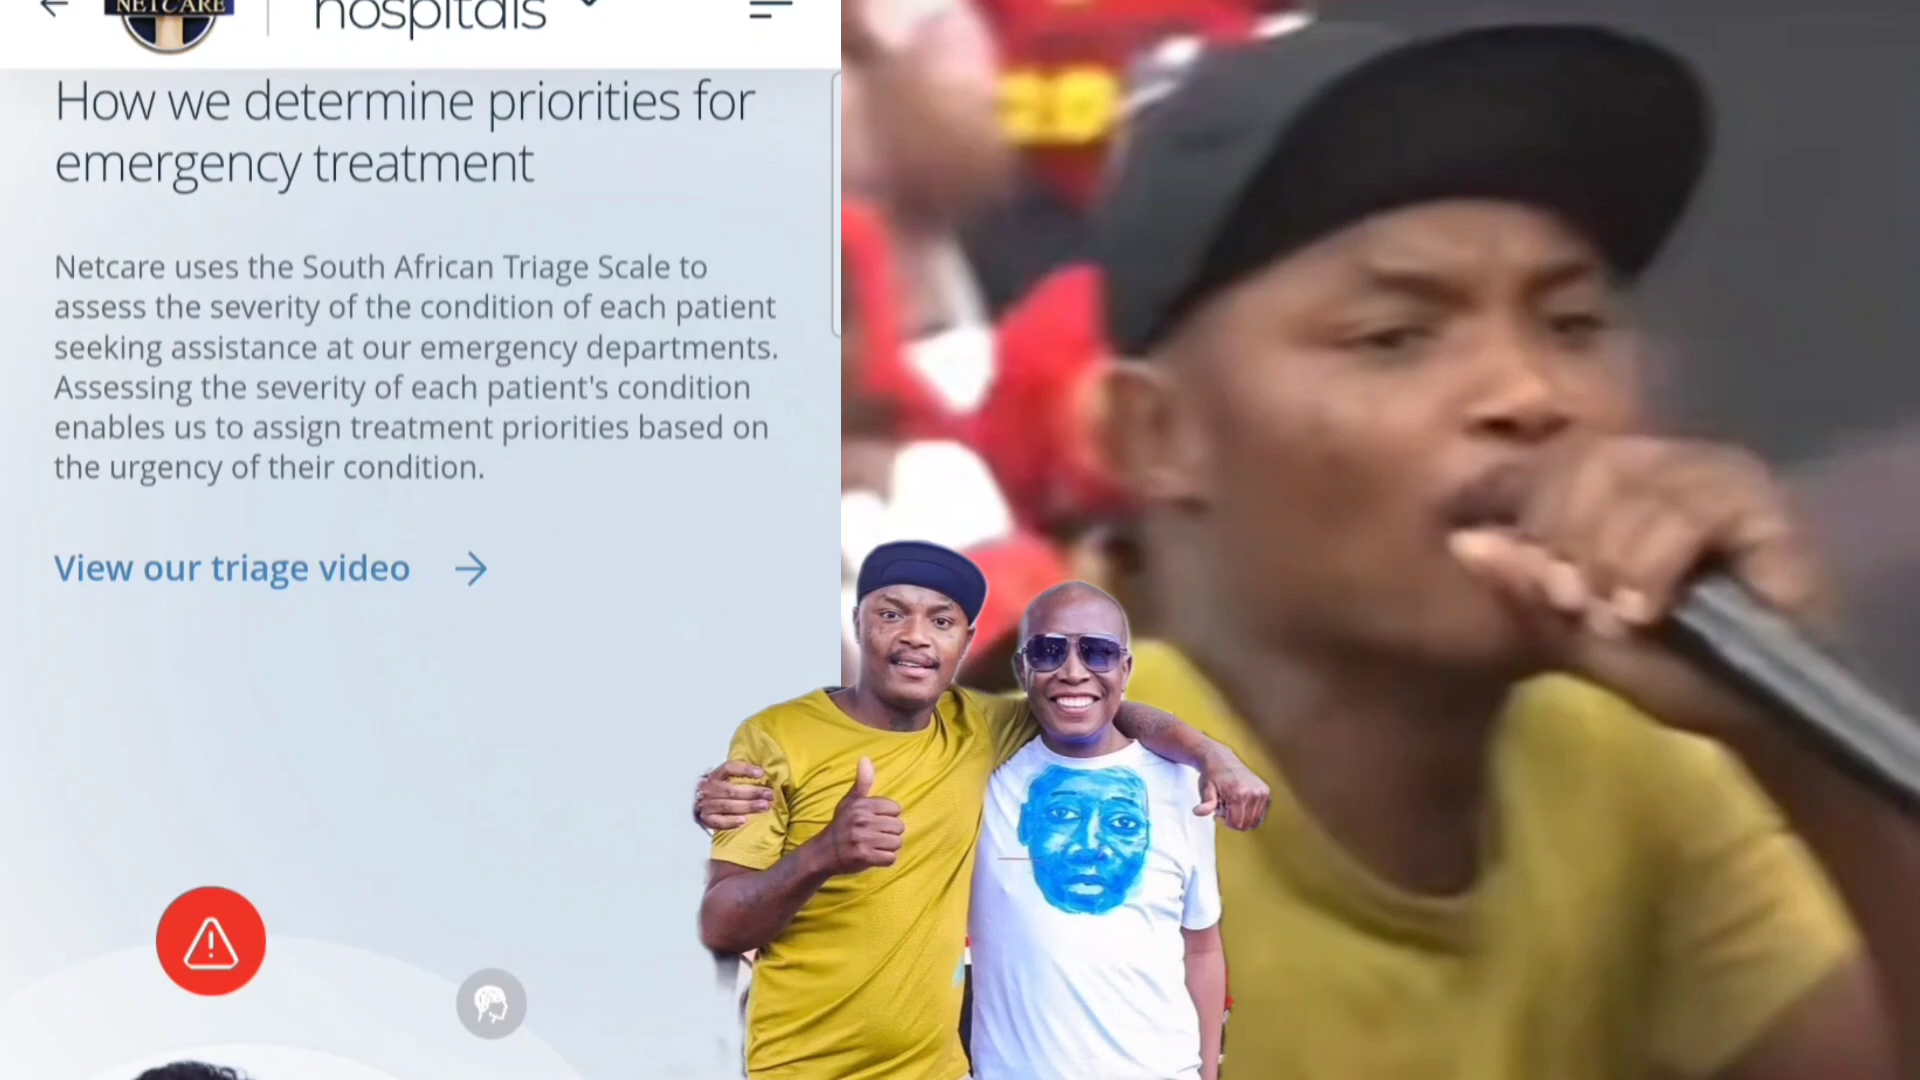 NETCARE
hospitals
How we determine priorities for
emergency treatment
Netcare uses the South African Triage Scale to
assess the severity of the condition of each patient
seeking assistance at our emergency departments.
Assessing the severity of each patient's condition
enables us to assign treatment priorities based on
the urgency of their condition.
View our triage video